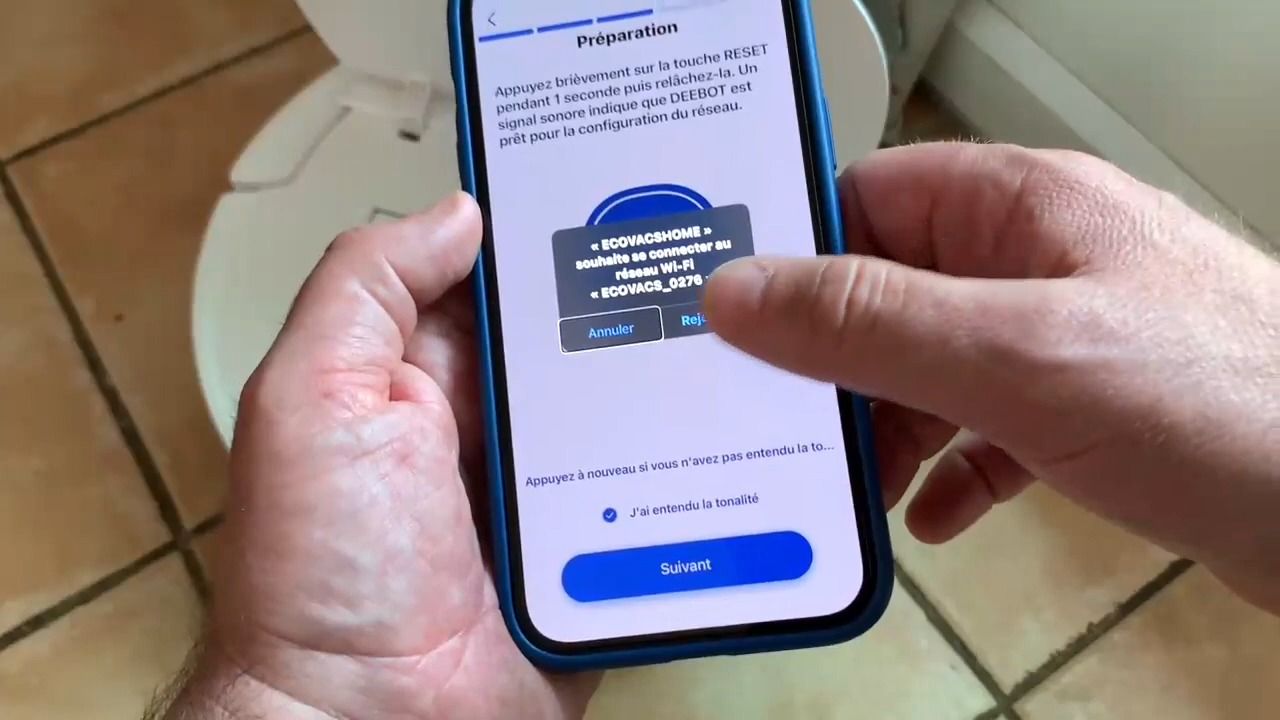 Préparation
Appuyez brièvement sur la touche RESET
pendant 1 seconde puis relâchez-la. Un
signal sonore indique que DEEBOT est
prêt pour la configuration du réseau.
« ECOVACSHOME »
souhaite se connecter au
réseau Wi-Fi
« ECOVACS_0276
Annuler
Rej
Appuyez à nouveau si vous n'avez pas entendu la to...
J'ai entendu la tonalité
Suivant